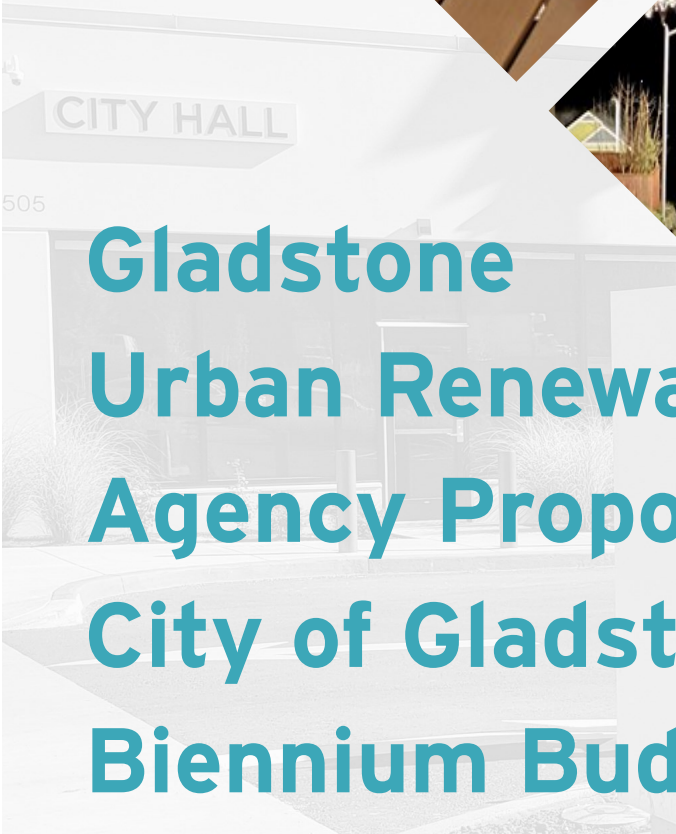 CITY HALL
505
Gladstone
Urban Renewa
Agency Propo
City of Gladst
Biennium Bud